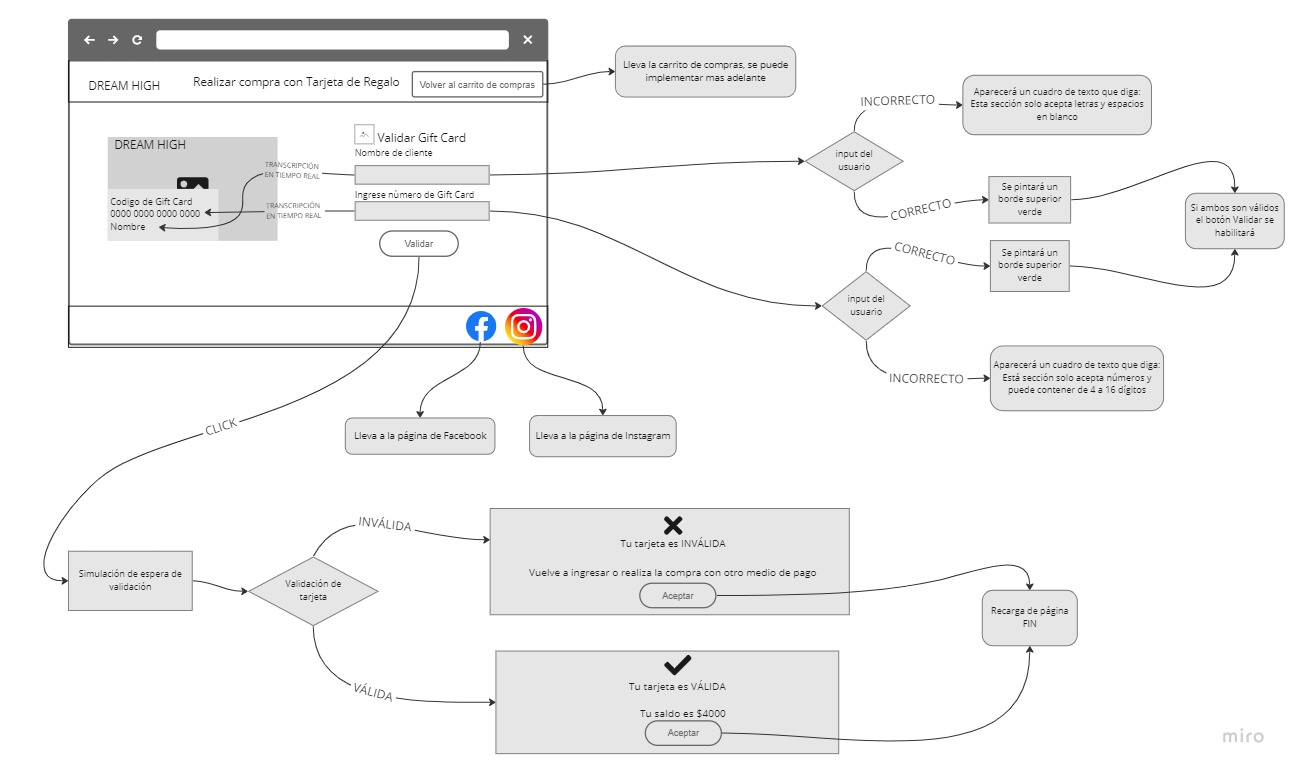 DREAM HIGH
Realizar compra con Tarjeta de Regalo
Volver al carrito de compras
Lleva la carrito de compras, se puede
implementar mas adelante
DREAM HIGH
Codigo de Gift Card
0000 0000 0000 0000
Nombre
TRANSCRIPCIÓN
EN TIEMPO REAL
TRANSCRIPCIÓN
EN TIEMPO REAL
Validar Gift Card
Nombre de cliente
Ingrese nùmero de Gift Card
Validar
input del
usuario
INCORRECTO
Aparecerá un cuadro de texto que diga:
Esta sección solo acepta letras y espacios
en blanco
CORRECTO
Se pintará un
borde superior
verde
Si ambos son válidos
el botón Validar se
habilitará
input del
usuario
CORRECTO
Se pintará un
borde superior
verde
INCORRECTO
Aparecerá un cuadro de texto que diga:
Está sección solo acepta números y
puede contener de 4 a 16 dígitos
Lleva a la página de Facebook
Lleva a la página de Instagram
CLICK
Simulación de espera de
validación
Validación de
tarjeta
INVÁLIDA
Tu tarjeta es INVÁLIDA
Vuelve a ingresar o realiza la compra con otro medio de pago
Aceptar
VÁLIDA
Tu tarjeta es VÁLIDA
Tu saldo es $4000
Aceptar
Recarga de página
FIN
miro